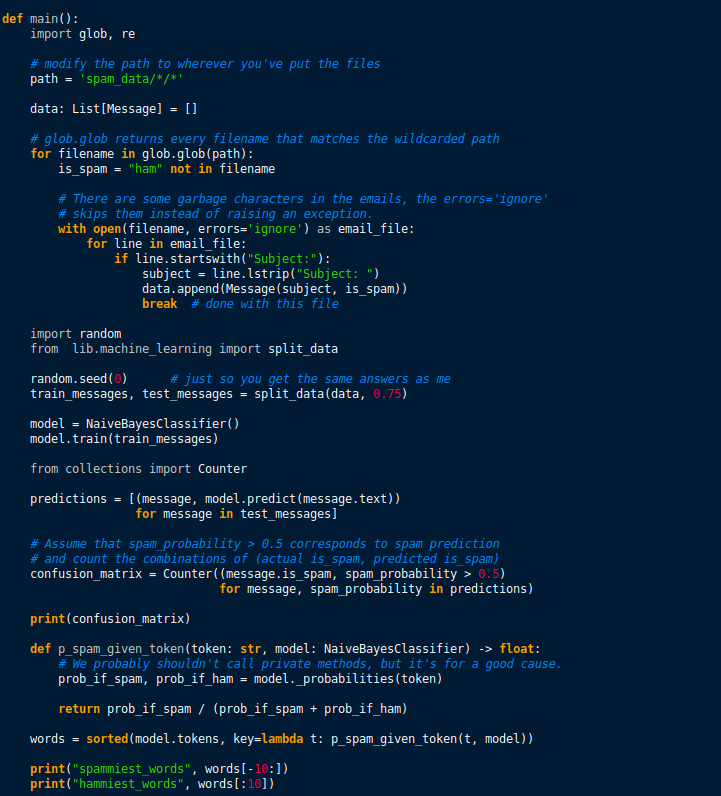 def main():
    import glob, re

    # modify the path to wherever you've put the files
    path = 'spam_data/*/*'

    data: List[Message] = []

    # glob.glob returns every filename that matches the wildcarded path
    for filename in glob.glob(path):
        is_spam = "ham" not in filename

        # There are some garbage characters in the emails, the errors='ignore'
        # skips them instead of raising an exception.
        with open(filename, errors='ignore') as email_file:
            for line in email_file:
                if line.startswith("Subject:"):
                    subject = line.lstrip("Subject: ")
                    data.append(Message(subject, is_spam))
                    break  # done with this file

    import random
    from  lib.machine_learning import split_data

    random.seed(0)      # just so you get the same answers as me
    train_messages, test_messages = split_data(data, 0.75)

    model = NaiveBayesClassifier()
    model.train(train_messages)

    from collections import Counter

    predictions = [(message, model.predict(message.text))
                   for message in test_messages]

    # Assume that spam_probability > 0.5 corresponds to spam prediction
    # and count the combinations of (actual is_spam, predicted is_spam)
    confusion_matrix = Counter((message.is_spam, spam_probability > 0.5)
                               for message, spam_probability in predictions)

    print(confusion_matrix)

    def p_spam_given_token(token: str, model: NaiveBayesClassifier) -> float:
        # We probably shouldn't call private methods, but it's for a good cause.
        prob_if_spam, prob_if_ham = model._probabilities(token)

        return prob_if_spam / (prob_if_spam + prob_if_ham)

    words = sorted(model.tokens, key=lambda t: p_spam_given_token(t, model))

    print("spammiest_words", words[-10:])
    print("hammiest_words", words[:10])